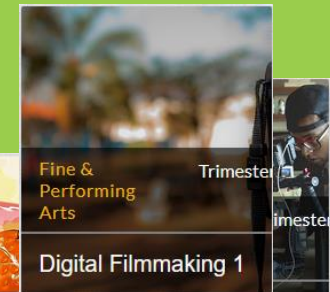 Fine &
Performing
Arts
Trimester
imester
Digital Filmmaking 1